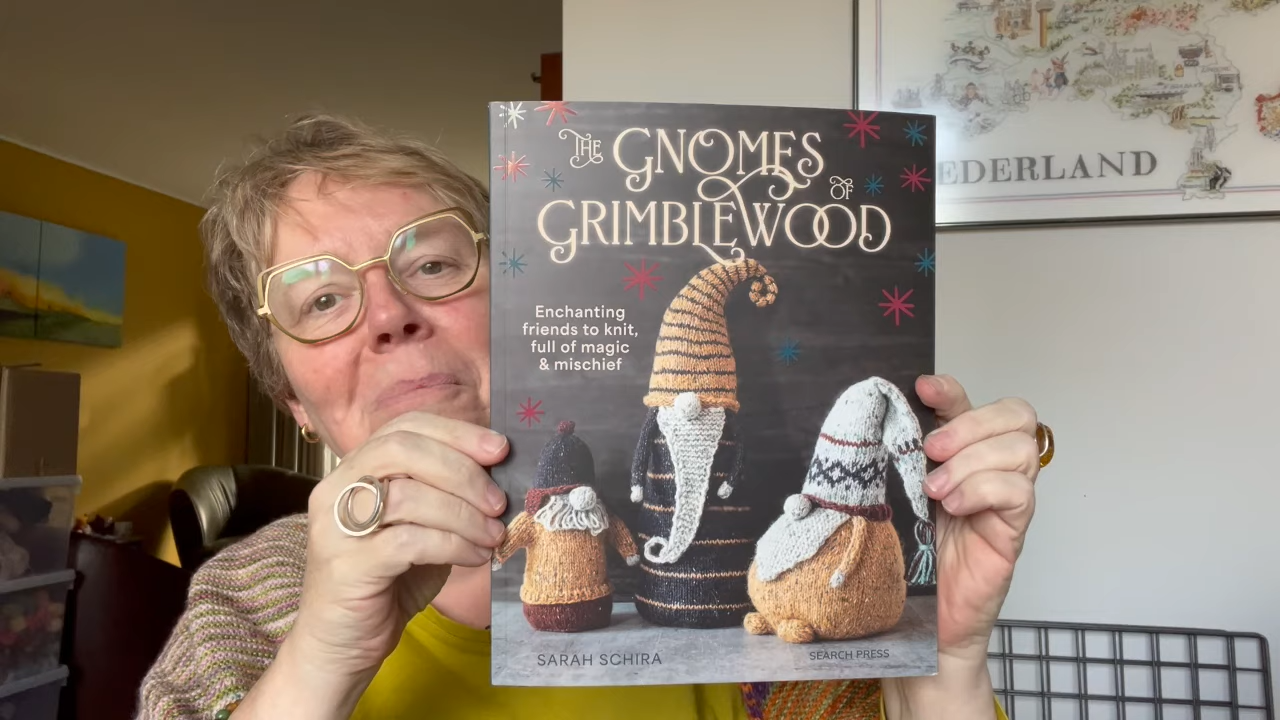 THE GNOMES
OF
GRIMBLEWOOD
Enchanting
friends to knit,
full of magic
& mischief
SARAH SCHIRA
SEARCH PRESS
EDERLAND